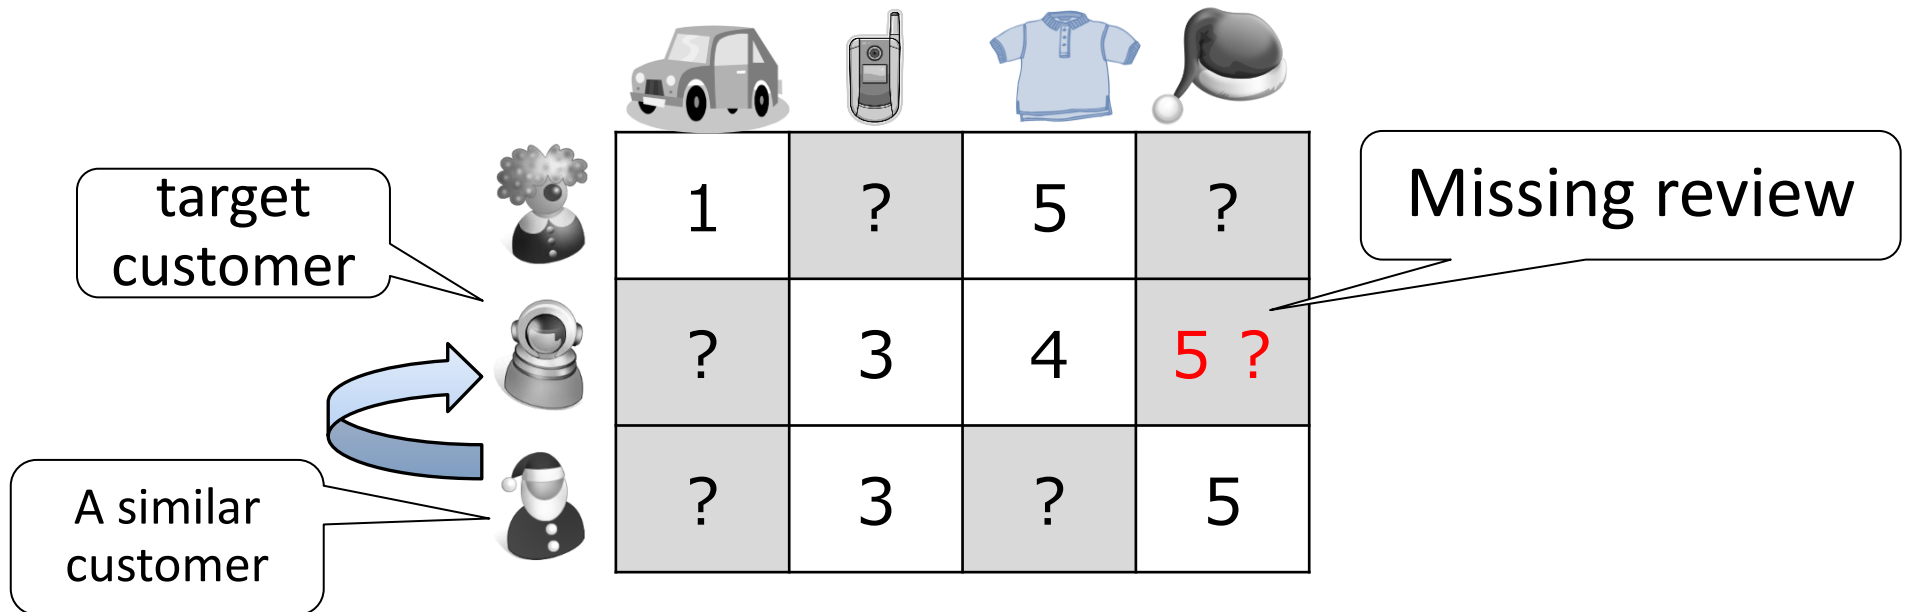 target
customer
Missing review
1 ? 5 ?
? 3 4 5 ?
A similar
customer
? 3 ? 5